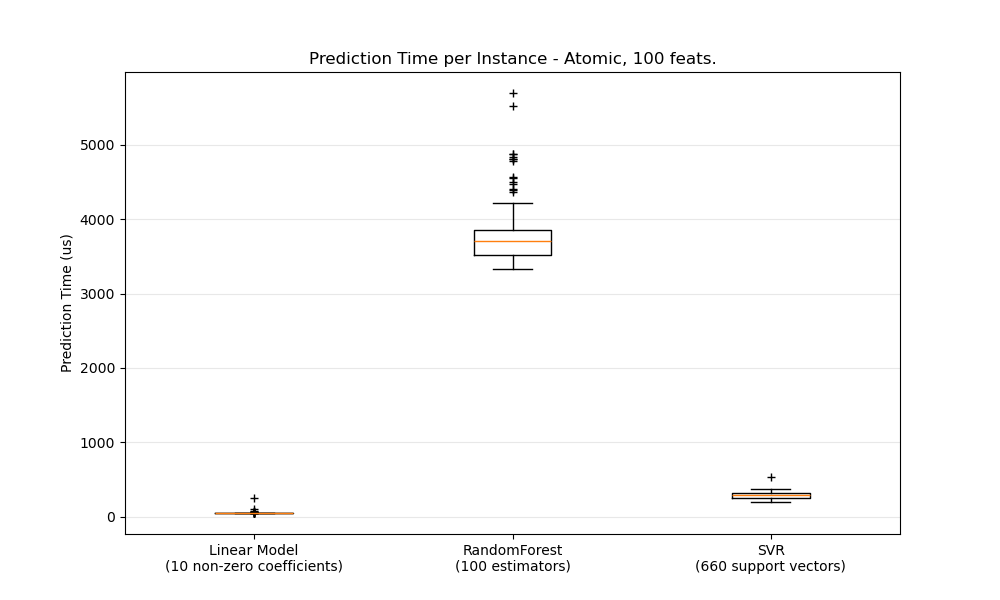 Prediction Time per Instance - Atomic, 100 feats.
Prediction Time (us)
5000
4000
3000
2000
1000
0
Linear Model
(10 non-zero coefficients)
RandomForest
(100 estimators)
SVR
(660 support vectors)